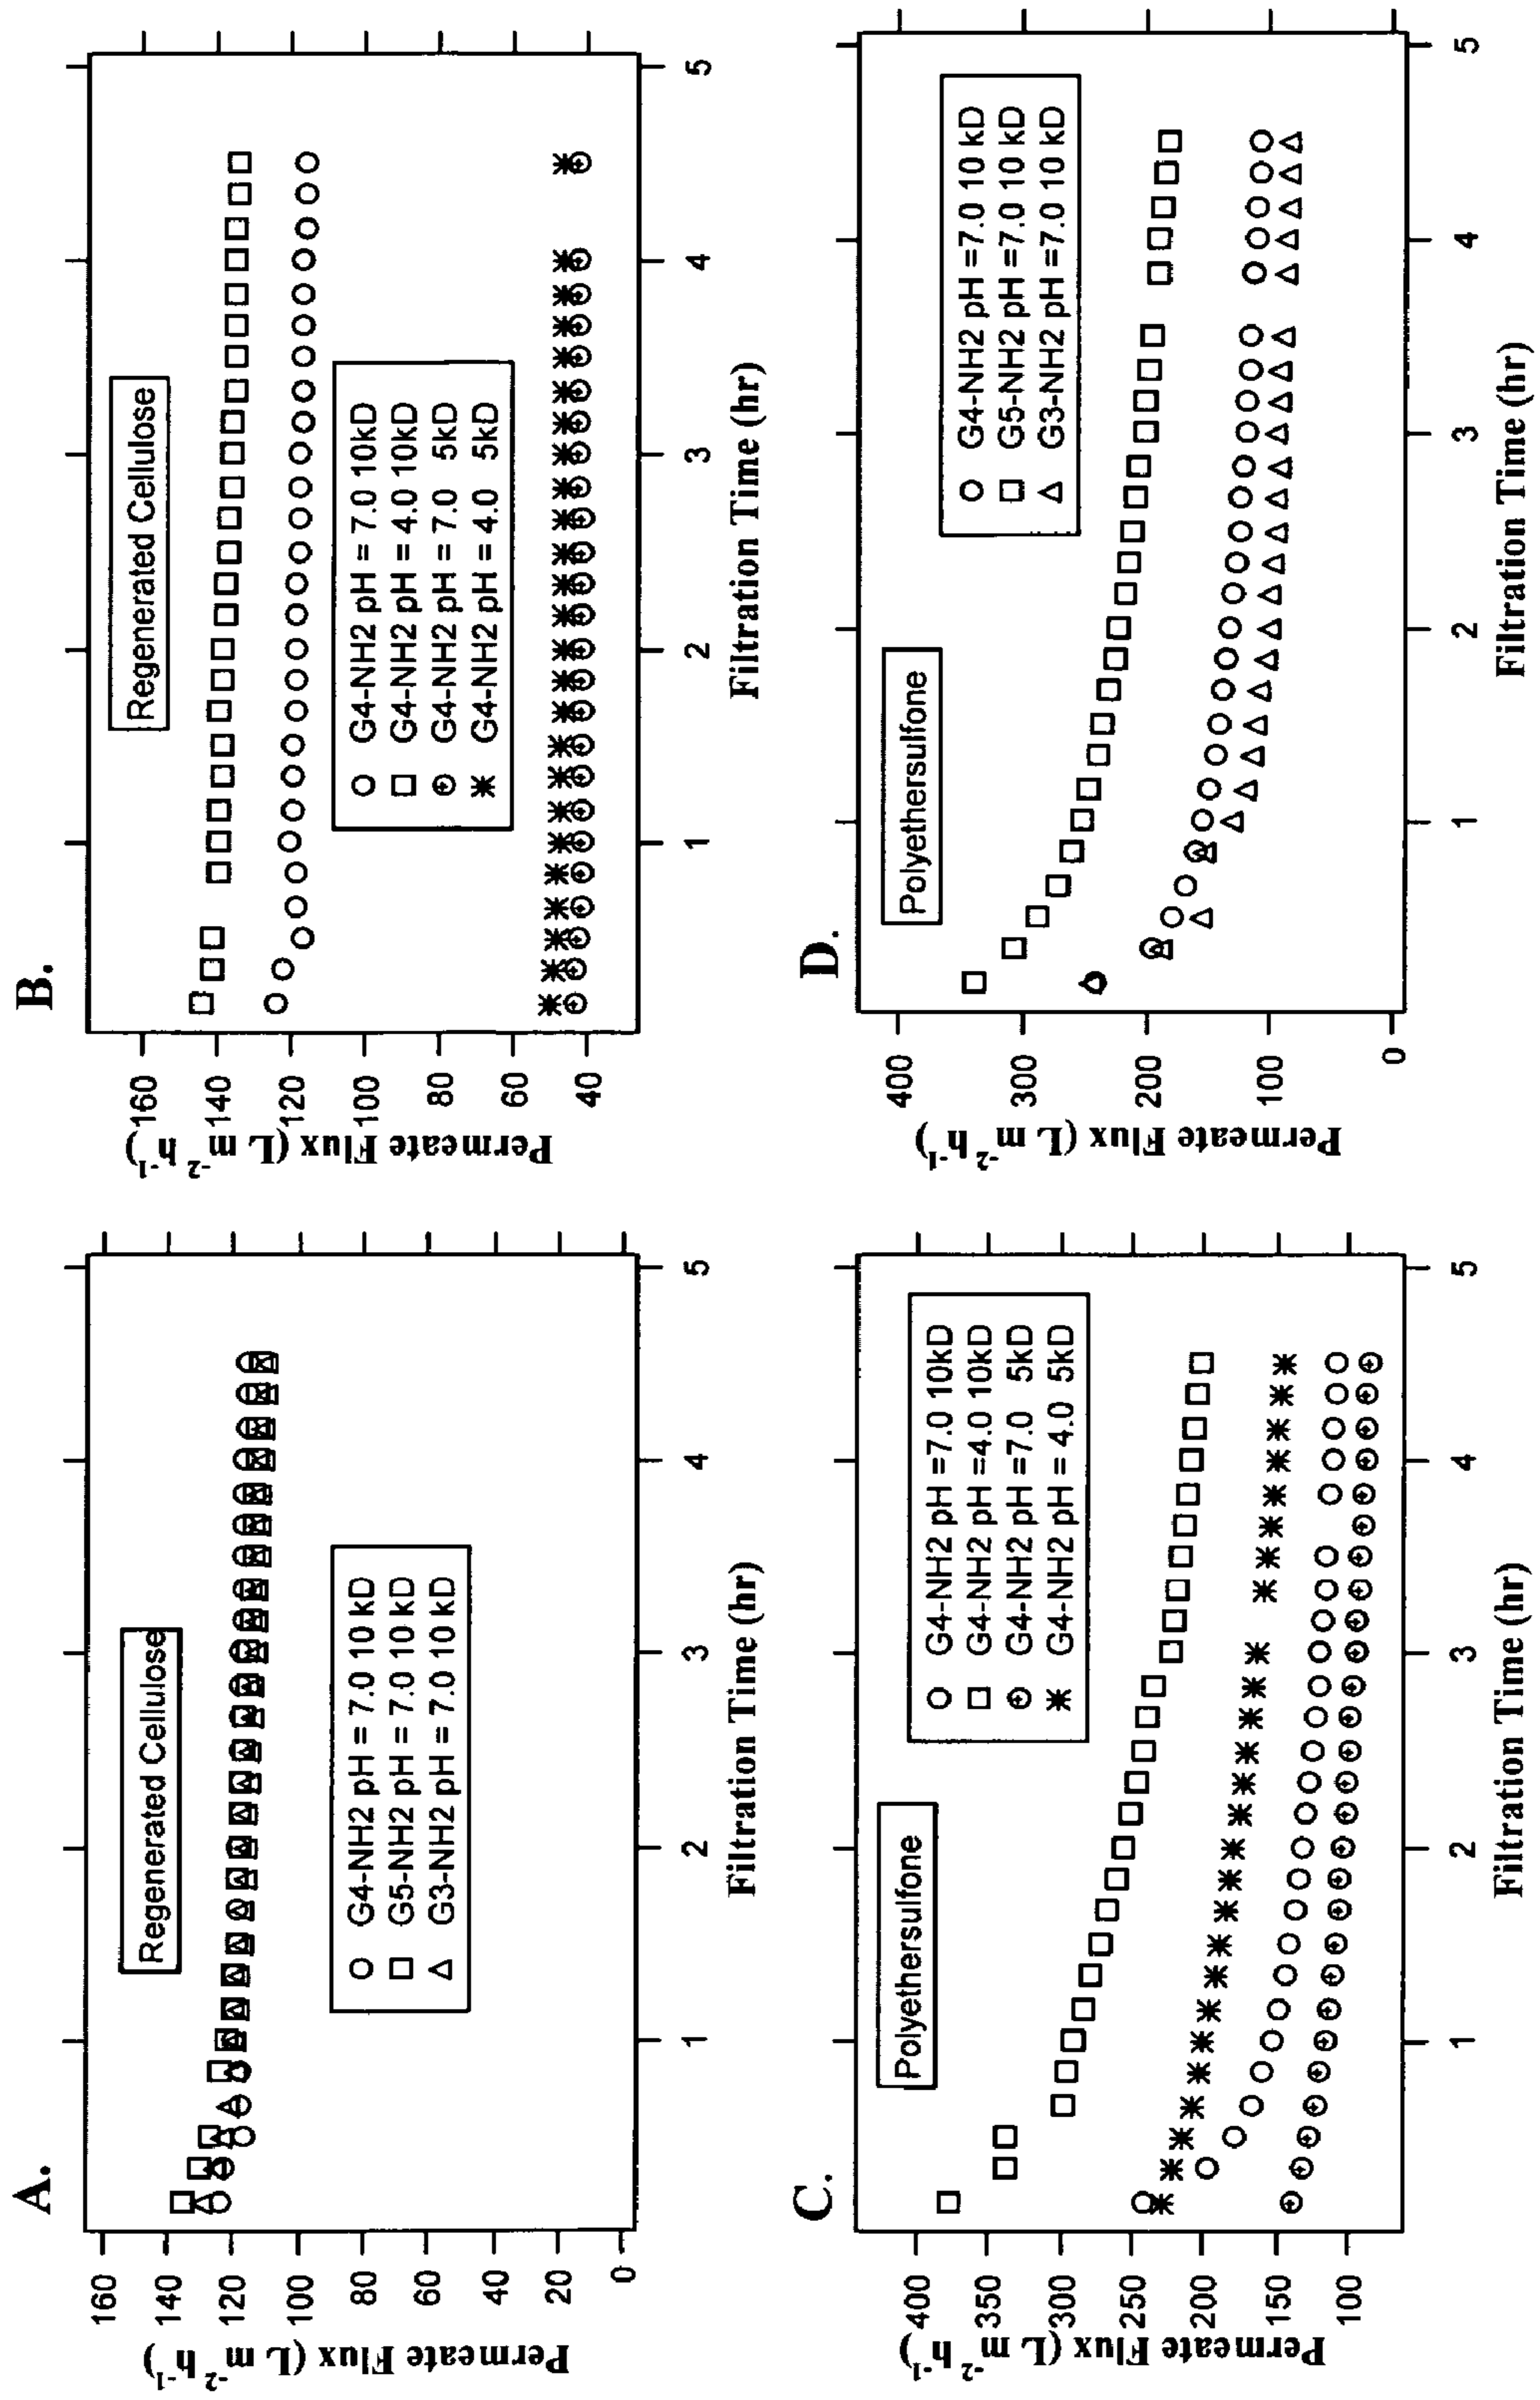 A.
Permeate Flux (L m⁻² h⁻¹)
160
140
120
100
80
60
40
20
0
Regenerated Cellulose
G4-NH2 pH = 7.0 10 kD
G5-NH2 pH = 7.0 10 kD
G3-NH2 pH = 7.0 10 kD
1 2 3 4 5
Filtration Time (hr)
B.
Permeate Flux (L m⁻² h⁻¹)
160
140
120
100
80
60
40
Regenerated Cellulose
G4-NH2 pH = 7.0 10kD
G4-NH2 pH = 4.0 10kD
G4-NH2 pH = 7.0 5kD
G4-NH2 pH = 4.0 5kD
1 2 3 4 5
Filtration Time (hr)
C.
Permeate Flux (L m⁻² h⁻¹)
400
350
300
250
200
150
100
Polyethersulfone
G4-NH2 pH =7.0 10kD
G4-NH2 pH =4.0 10kD
G4-NH2 pH =7.0 5kD
G4-NH2 pH = 4.0 5kD
1 2 3 4 5
Filtration Time (hr)
D.
Permeate Flux (L m⁻² h⁻¹)
400
300
200
100
0
Polyethersulfone
G4-NH2 pH =7.0 10 kD
G5-NH2 pH =7.0 10 kD
G3-NH2 pH =7.0 10 kD
1 2 3 4 5
Filtration Time (hr)